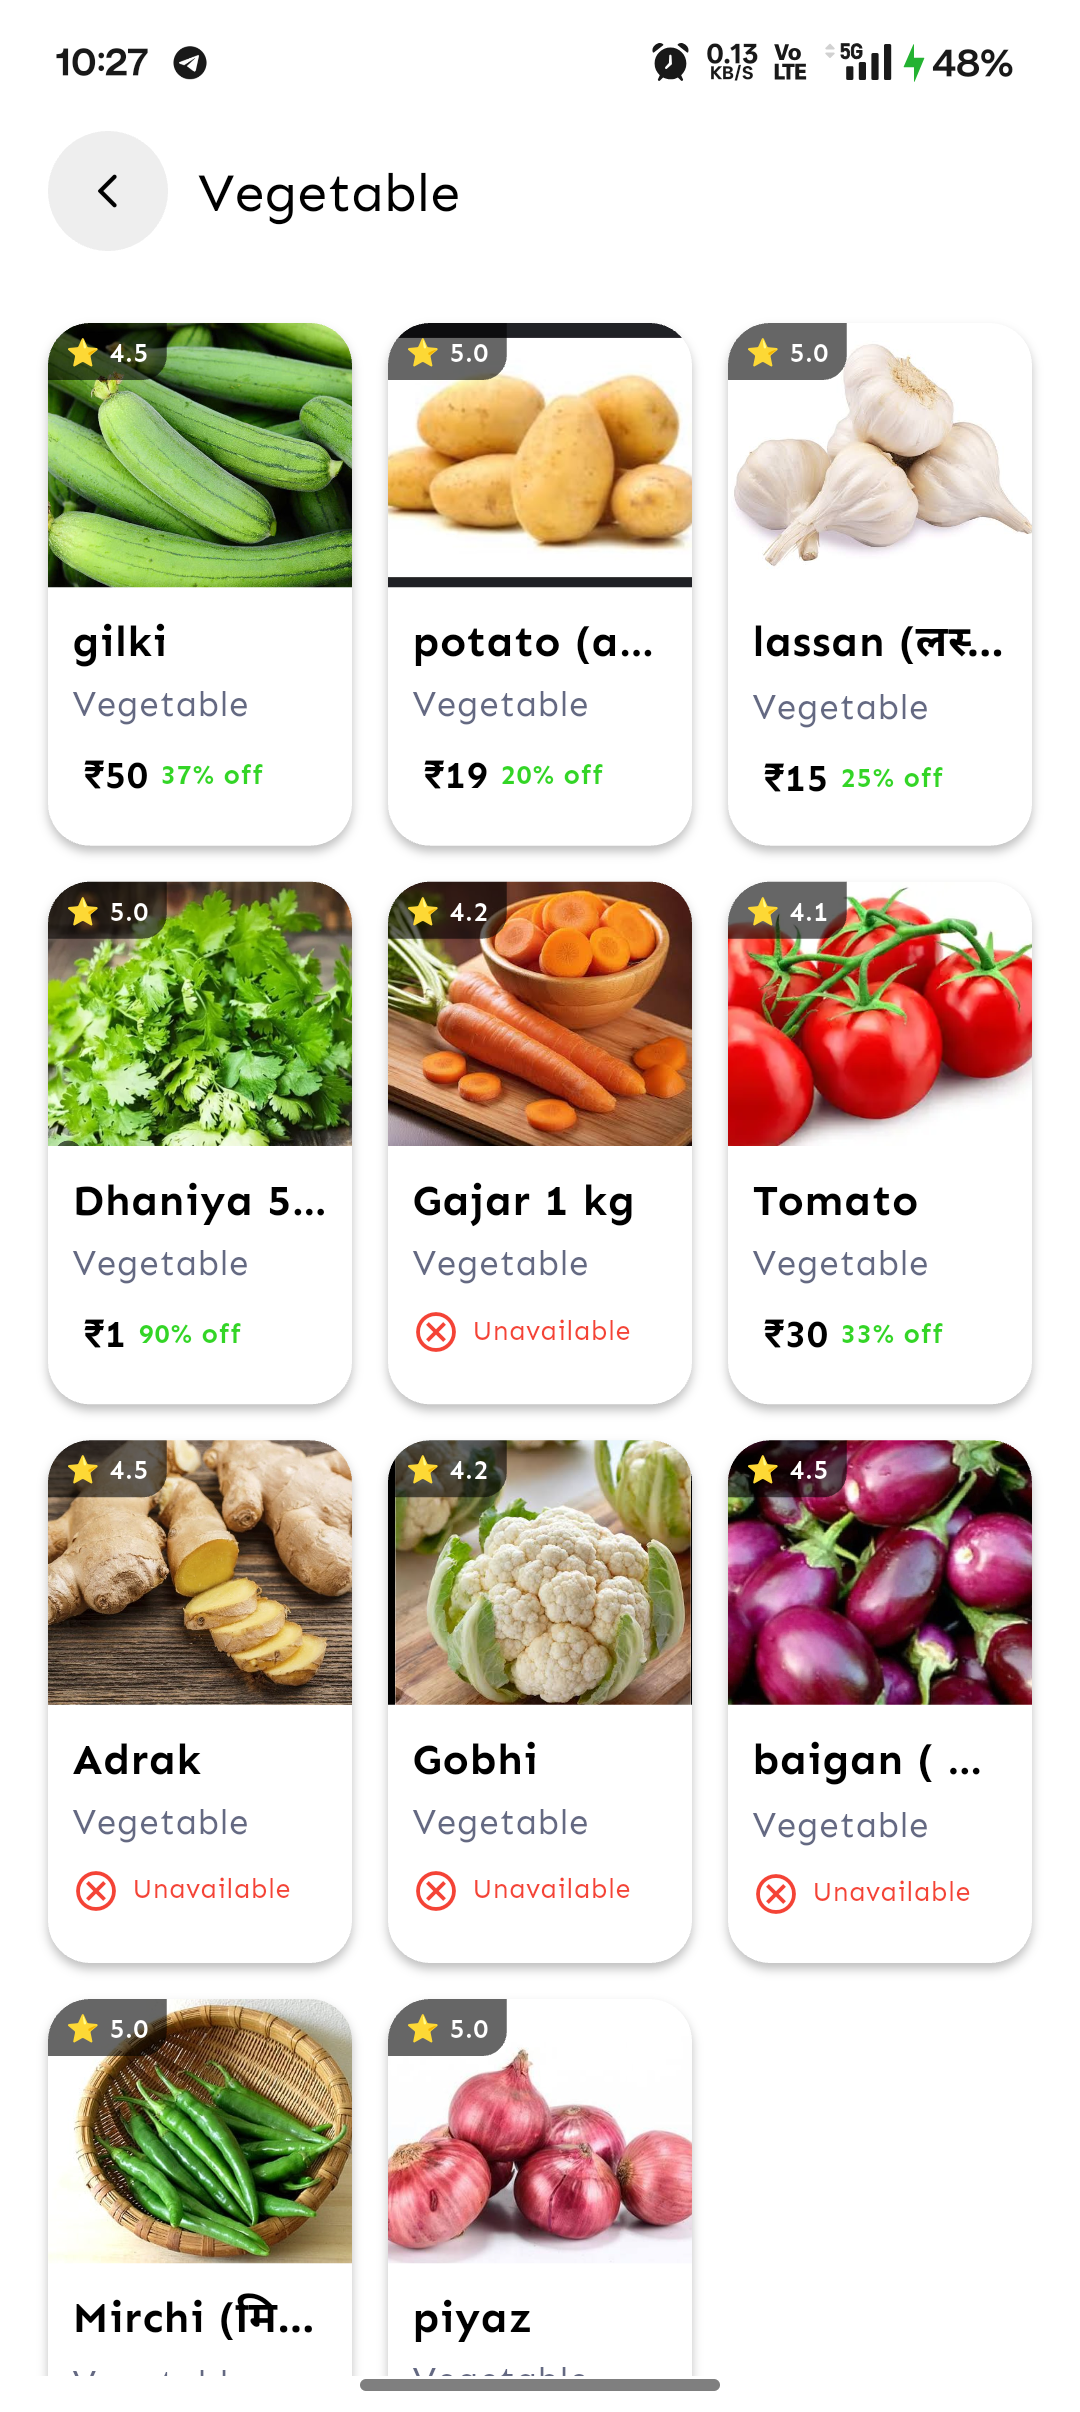 10:27 0.13 KB/S Vo LTE 5G 48%
Vegetable
4.5 5.0 5.0
gilki potato (a... lassan (लस्...
Vegetable Vegetable Vegetable
₹50 37% off ₹19 20% off ₹15 25% off
5.0 4.2 4.1
Dhaniya 5... Gajar 1 kg Tomato
Vegetable Vegetable Vegetable
₹1 90% off Unavailable ₹30 33% off
4.5 4.2 4.5
Adrak Gobhi baigan ( ...
Vegetable Vegetable Vegetable
Unavailable Unavailable Unavailable
5.0 5.0
Mirchi (मि... piyaz